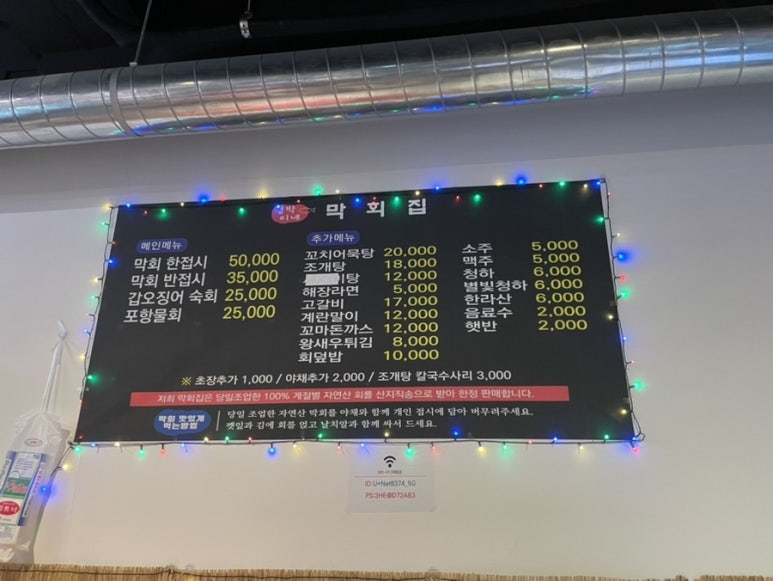 막회집
메인메뉴
막회 한접시 50,000
막회 반접시 35,000
갑오징어 숙회 25,000
포항물회 25,000
추가메뉴
꼬치어묵탕 20,000
조개탕 18,000
탕 12,000
해장라면 5,000
고갈비 17,000
계란말이 12,000
꼬마돈까스 12,000
왕새우튀김 8,000
회덮밥 10,000
소주 5,000
맥주 5,000
청하 6,000
별빛청하 6,000
한라산 6,000
음료수 2,000
햇반 2,000
※ 초장추가 1,000 / 야채추가 2,000 / 조개탕 칼국수사리 3,000
저희 막회집은 당일조업한 100% 계절별 자연산 회를 산지직송으로 받아 한정 판매합니다.
막회 맛있게
먹는방법
당일 조업한 자연산 막회를 야채와 함께 개인 접시에 담아 버무려주세요.
깻잎과 김에 회를 얹고 날치알과 함께 싸서 드세요.
WI-FI FREE
ID:U+Net8374_5G
PS:3HE@D72AB3